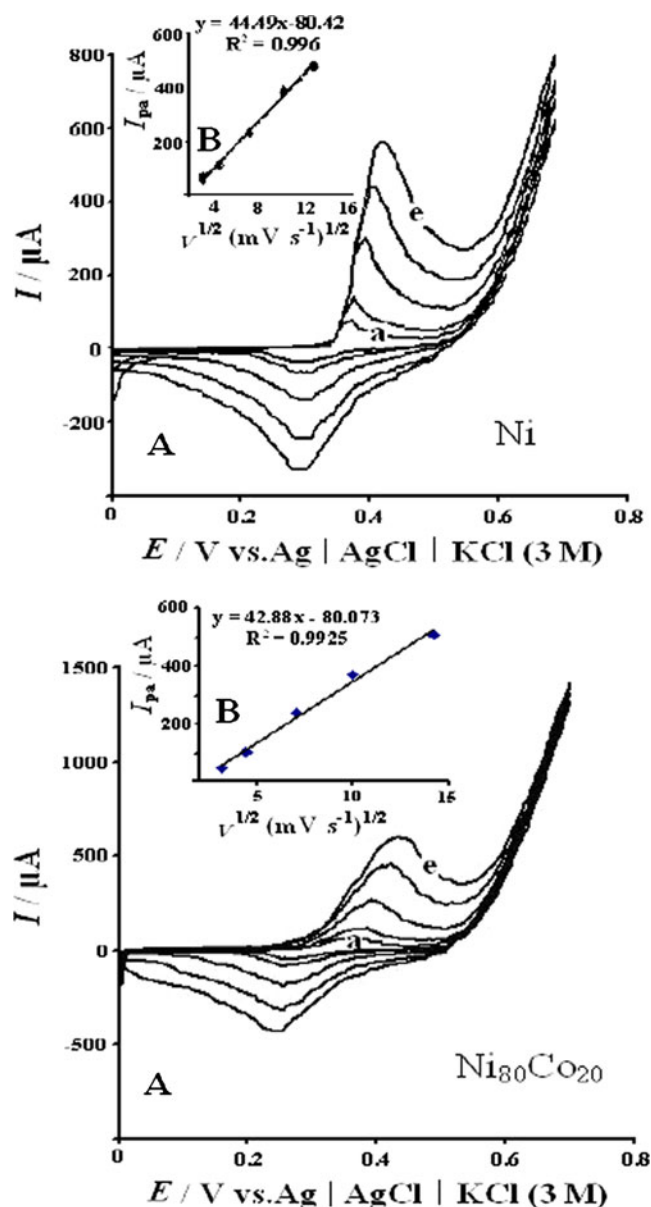 y = 44.49x-80.42
R² = 0.996
600
400
200
Ipa / µA
B
4 8 12 16
V1/2 (mV s-1)1/2
800
600
400
200
0
-200
I / µA
e
a
A
Ni
0 0.2 0.4 0.6 0.8
E / V vs.Ag | AgCl | KCl (3 M)
y = 42.88x - 80.073
R² = 0.9925
600
400
200
Ipa / µA
B
5 10 15
V1/2 (mV s-1)1/2
1500
1000
500
0
-500
I / µA
e
a
A
Ni80Co20
0 0.2 0.4 0.6 0.8
E / V vs.Ag | AgCl | KCl (3 M)